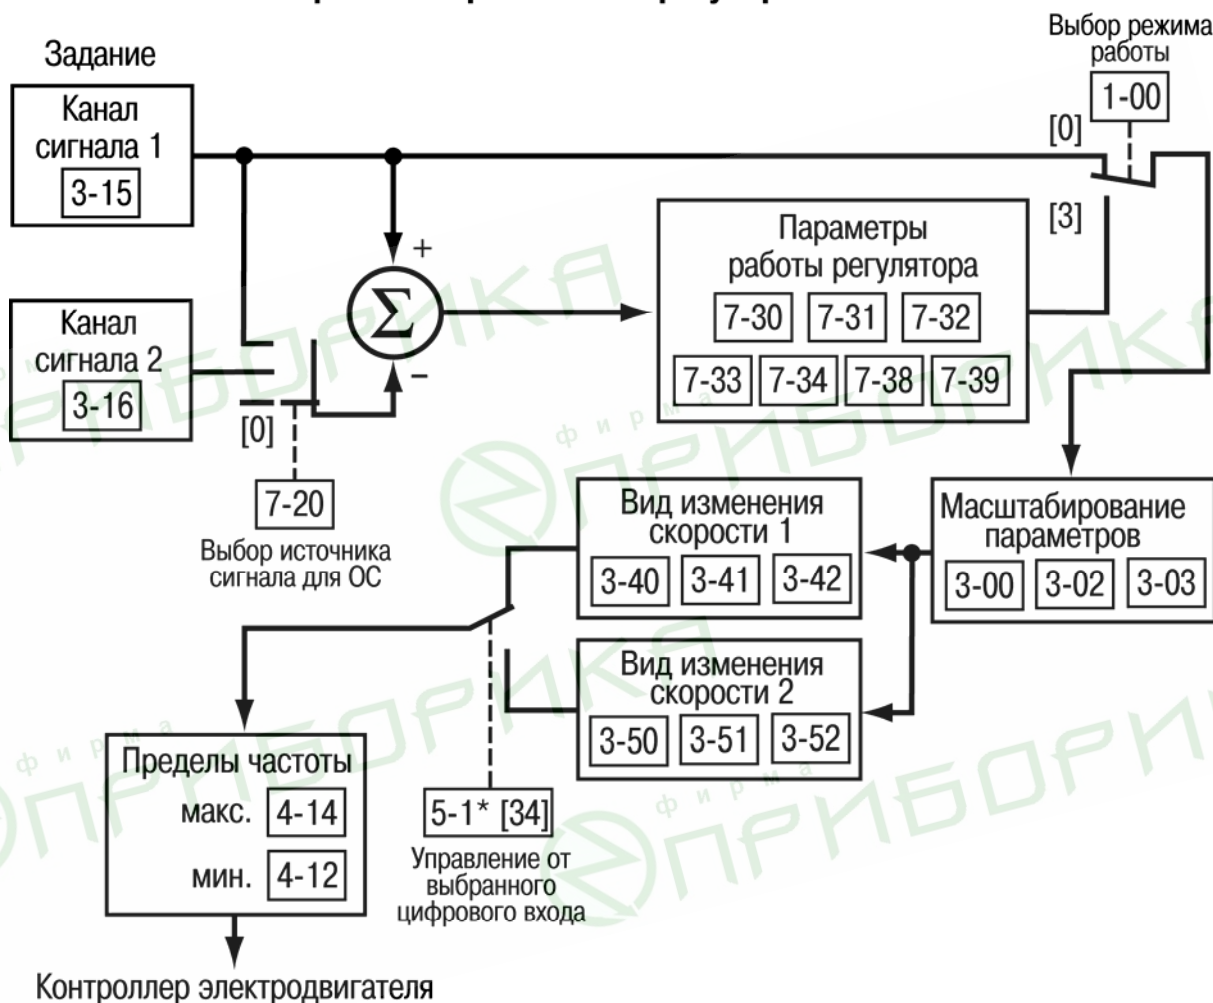 Задание
Канал
сигнала 1
3-15
Канал
сигнала 2
3-16
[0]
7-20
Выбор источника
сигнала для ОС
+
Σ
−
Выбор режима
работы
1-00
[0]
[3]
Параметры
работы регулятора
7-30 7-31 7-32
7-33 7-34 7-38 7-39
Масштабирование
параметров
3-00 3-02 3-03
Вид изменения
скорости 1
3-40 3-41 3-42
Вид изменения
скорости 2
3-50 3-51 3-52
5-1* [34]
Управление от
выбранного
цифрового входа
Пределы частоты
макс. 4-14
мин. 4-12
Контроллер электродвигателя
фирма
ПРИБОРИКА